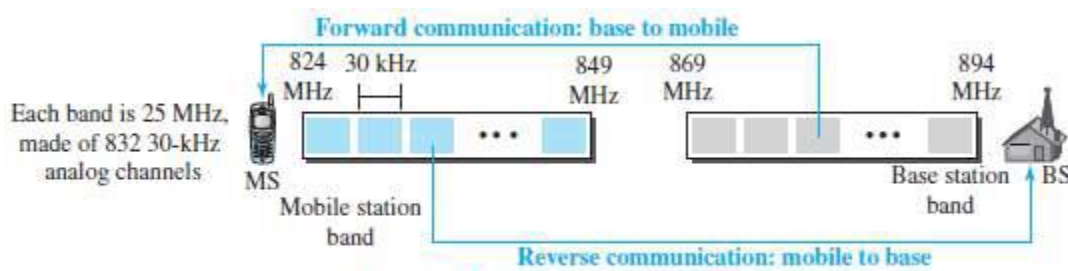 Forward communication: base to mobile
824
MHz
30 kHz
849
MHz
869
MHz
894
MHz
Each band is 25 MHz,
made of 832 30-kHz
analog channels
MS
Mobile station
band
Base station
band
BS
Reverse communication: mobile to base